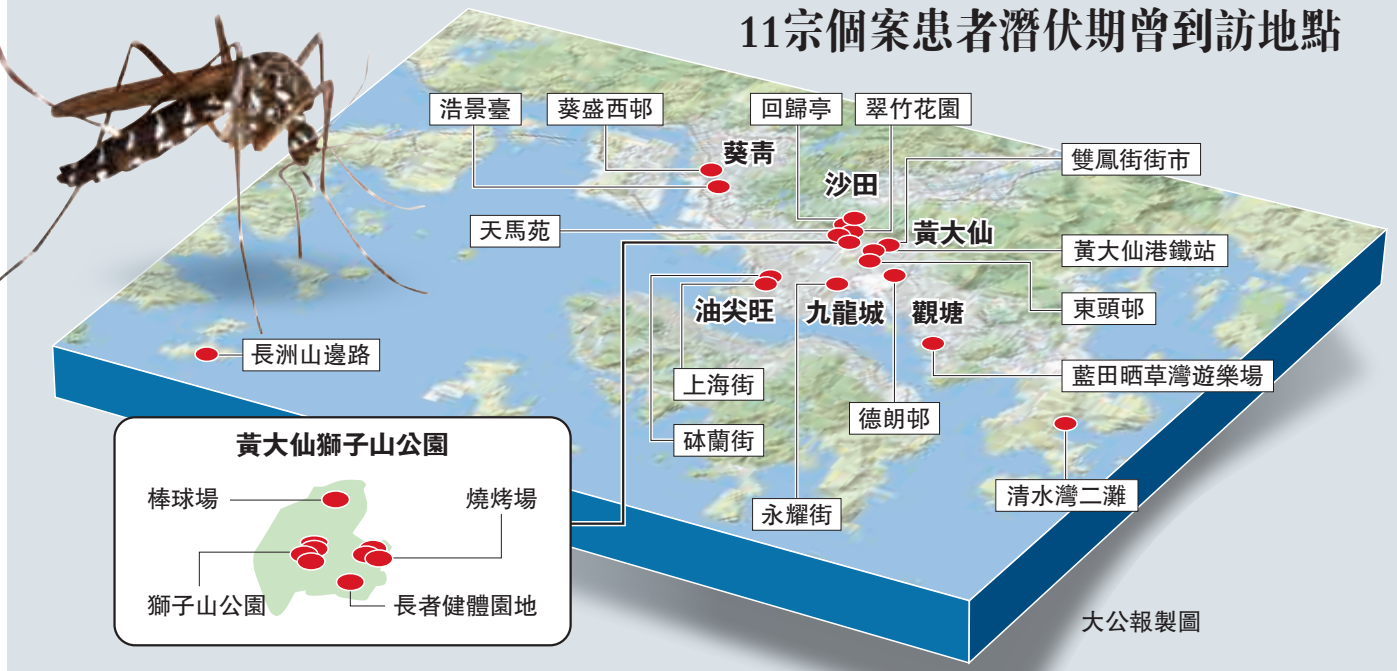 11宗個案患者潛伏期曾到訪地點
浩景臺
葵盛西邨
回歸亭
翠竹花園
葵青
雙鳳街街市
沙田
天馬苑
黃大仙
黃大仙港鐵站
油尖旺
九龍城
觀塘
東頭邨
長洲山邊路
上海街
藍田晒草灣遊樂場
德朗邨
砵蘭街
清水灣二灘
永耀街
黃大仙獅子山公園
棒球場
燒烤場
獅子山公園
長者健體園地
大公報製圖